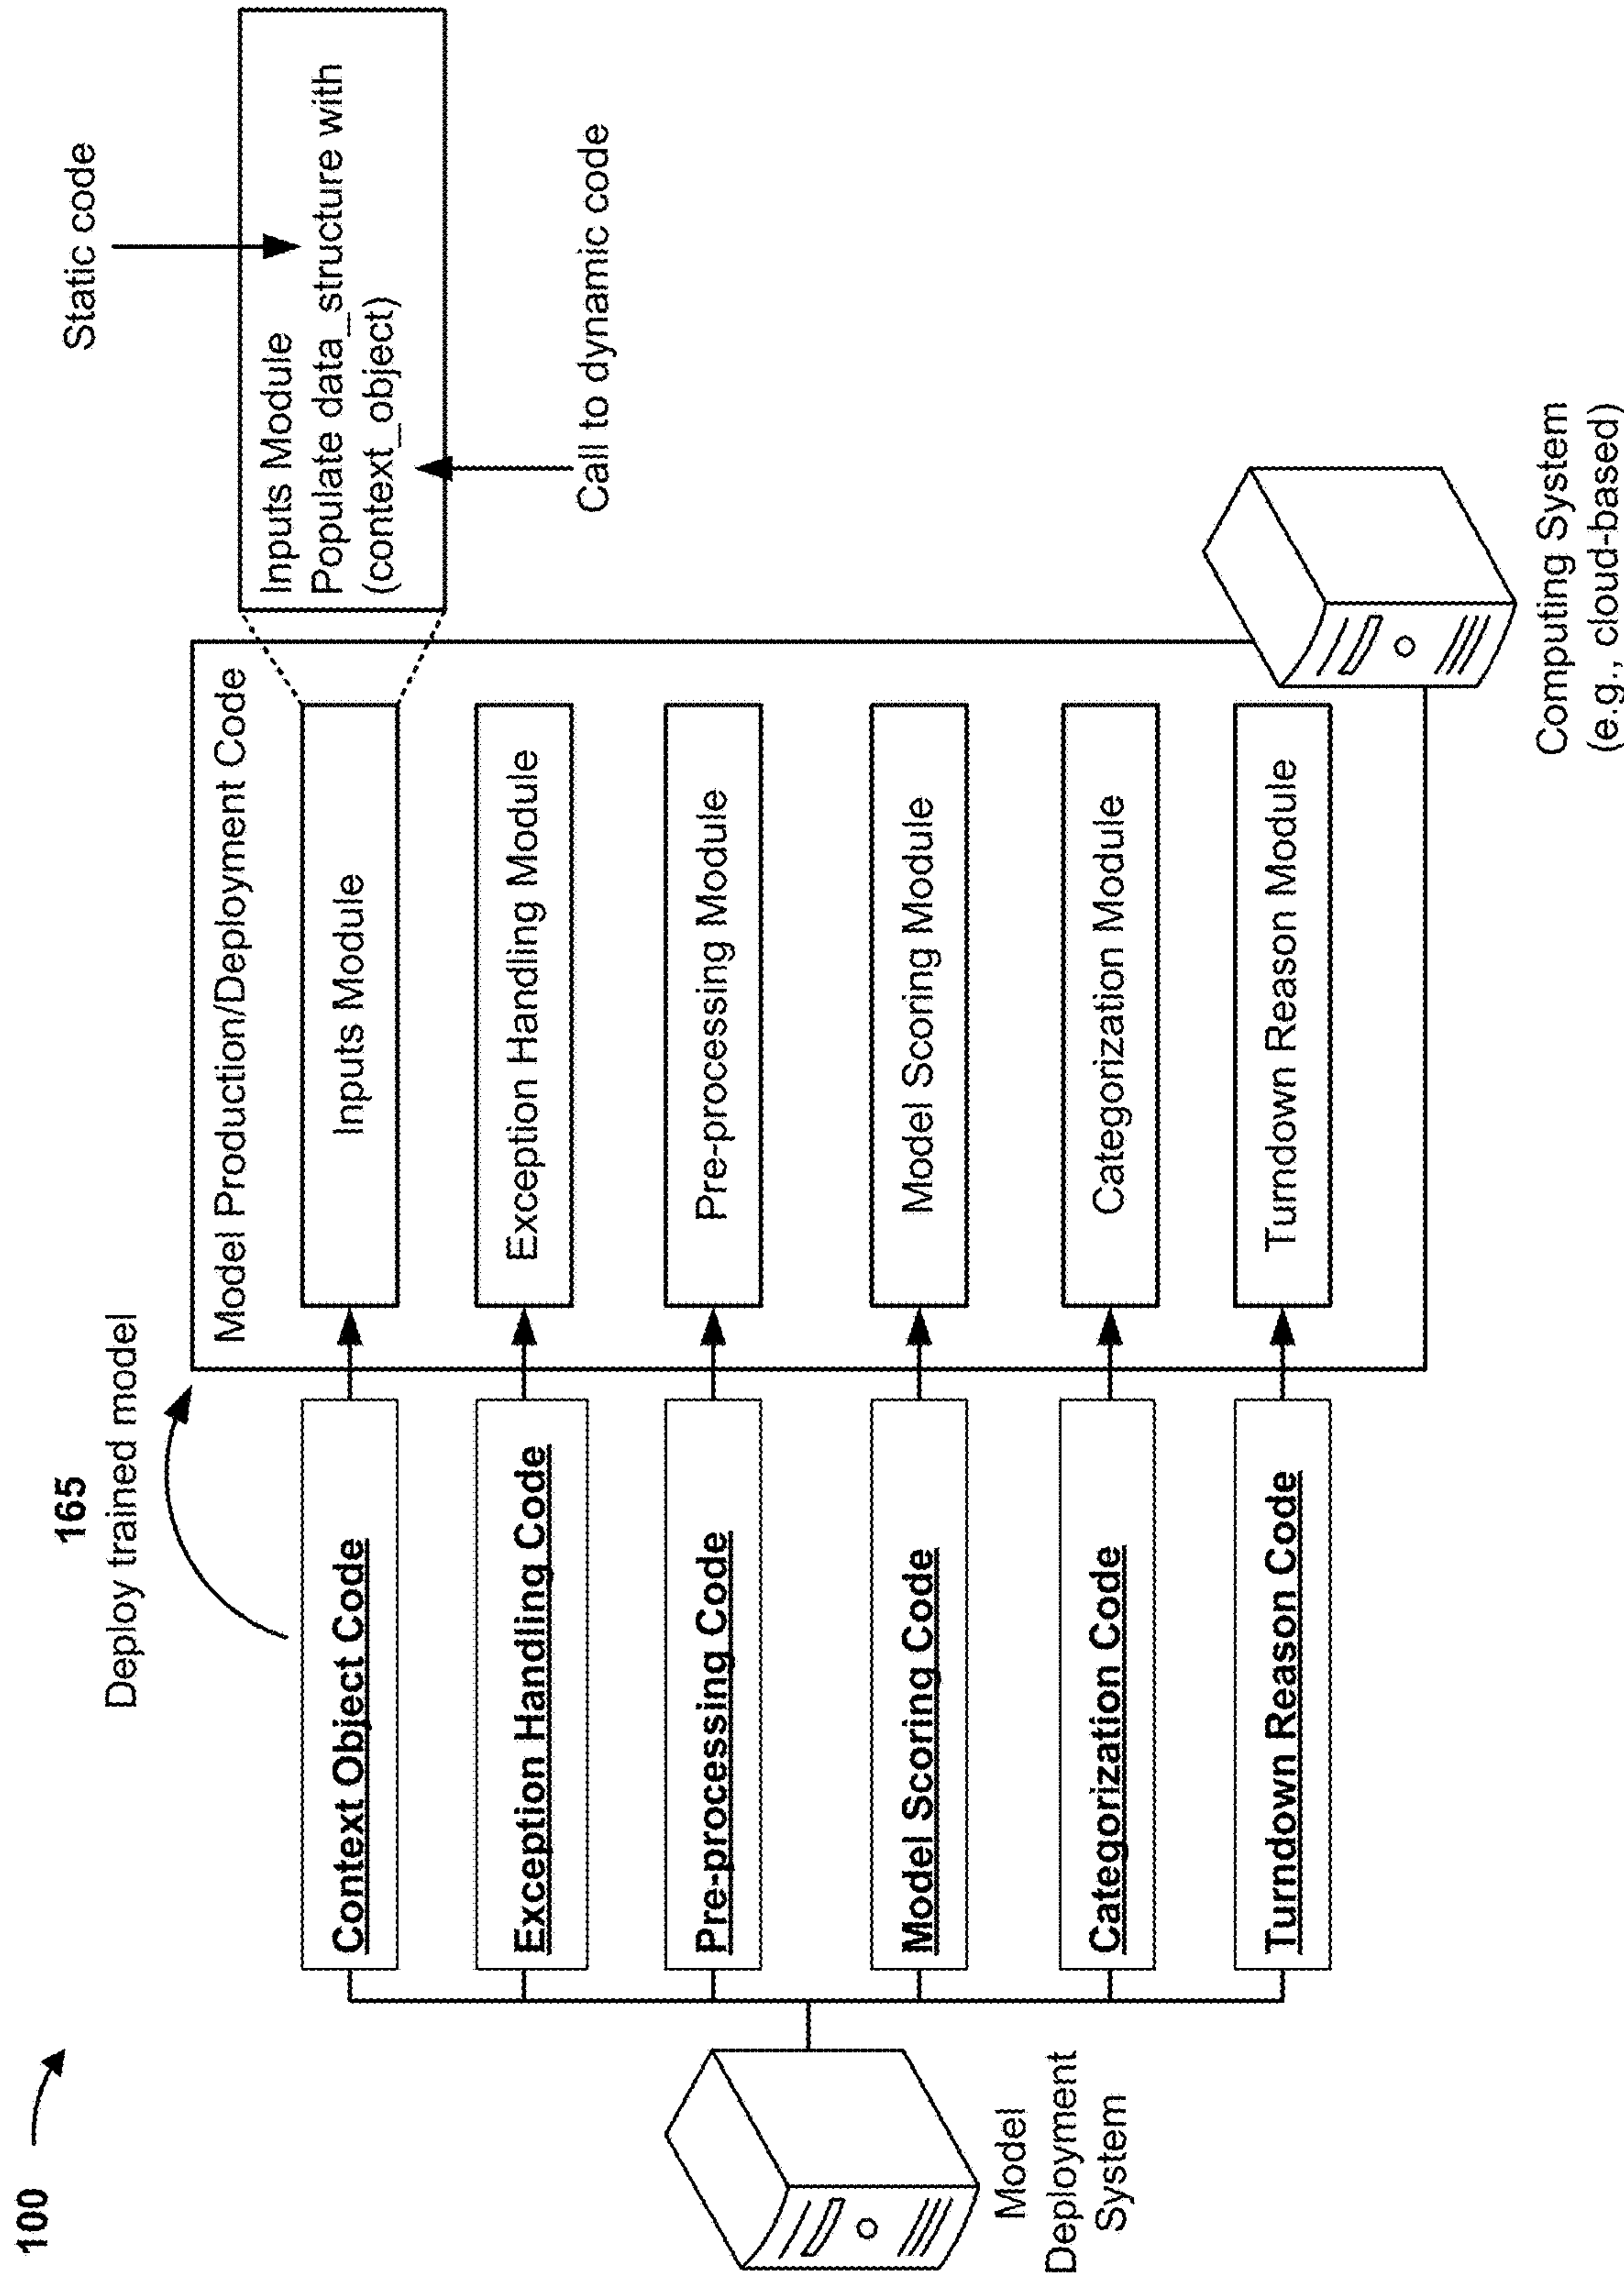 100
165
Deploy trained model
Static code
Model Production/Deployment Code
Inputs Module
Populate data_structure with
(context_object)
Call to dynamic code
Context Object Code
Inputs Module
Exception Handling Code
Exception Handling Module
Pre-processing Code
Pre-processing Module
Model Scoring Code
Model Scoring Module
Categorization Code
Categorization Module
Turndown Reason Code
Turndown Reason Module
Model
Deployment
System
Computing System
(e.g., cloud-based)